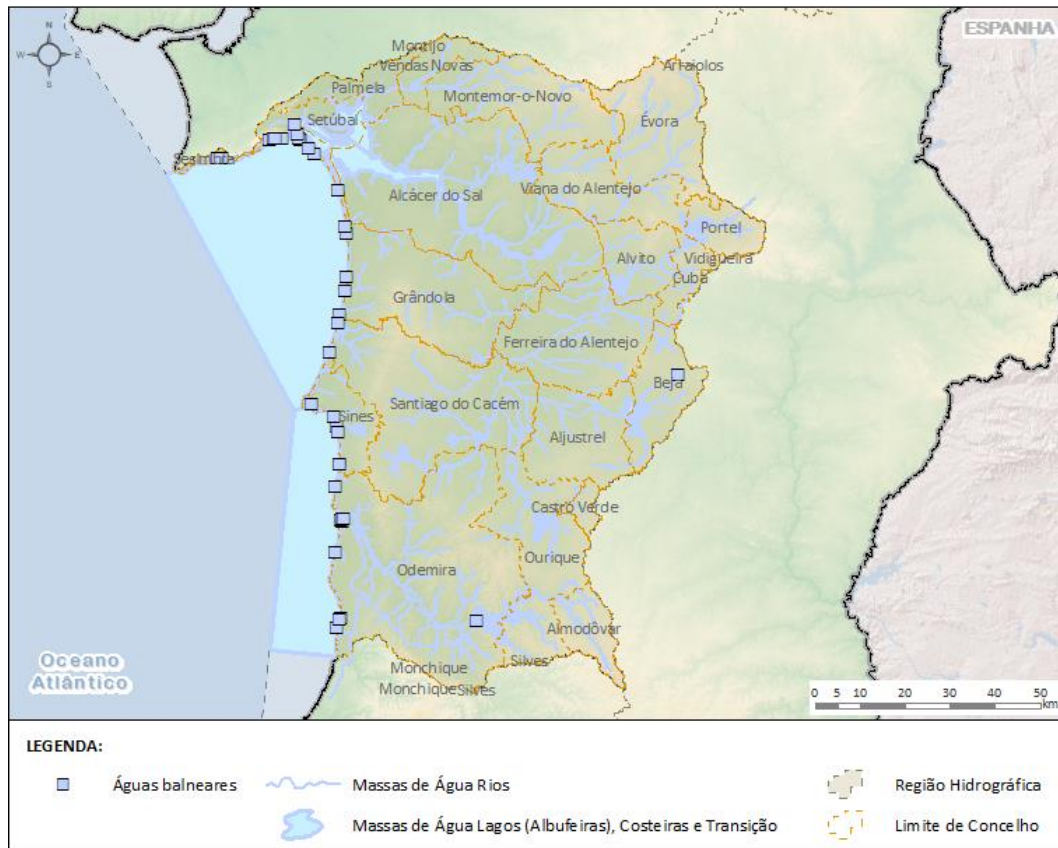 N
W
E
S
ESPANHA
Montijo
Vendas Novas
Arraiolos
Palmela
Montemor-o-Novo
Setúbal
Évora
Sesimbra
Alcácer do Sal
Viana do Alentejo
Portel
Alvito
Vidigueira
Cuba
Grândola
Ferreira do Alentejo
Beja
Santiago do Cacém
Sines
Aljustrel
Castro Verde
Ourique
Odemira
Almodôvar
Silves
Monchique
Monchique
Silves
Oceano
Atlântico
0 5 10 20 30 40 50
km
LEGENDA:
Águas balneares
Massas de Água Rios
Região Hidrográfica
Massas de Água Lagos (Albufeiras), Costeiras e Transição
Limite de Concelho